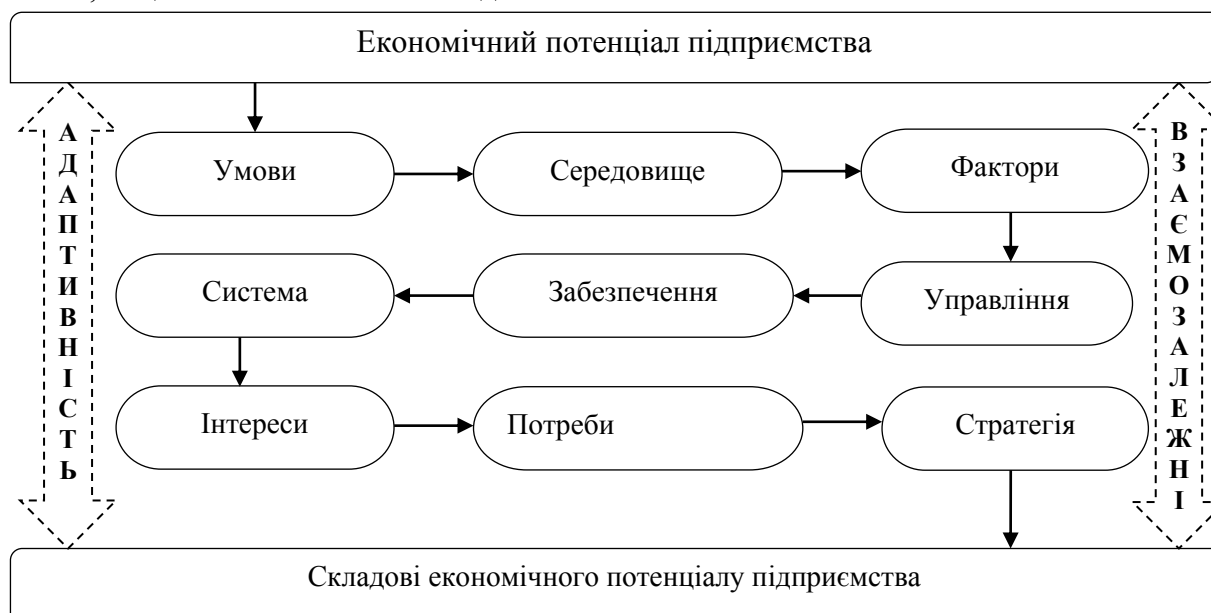 Економічний потенціал підприємства
Умови
Середовище
Фактори
Система
Забезпечення
Управління
Інтереси
Потреби
Стратегія
АДАПТИВНІСТЬ
ВЗАЄМОЗАЛЕЖНІ
Складові економічного потенціалу підприємства